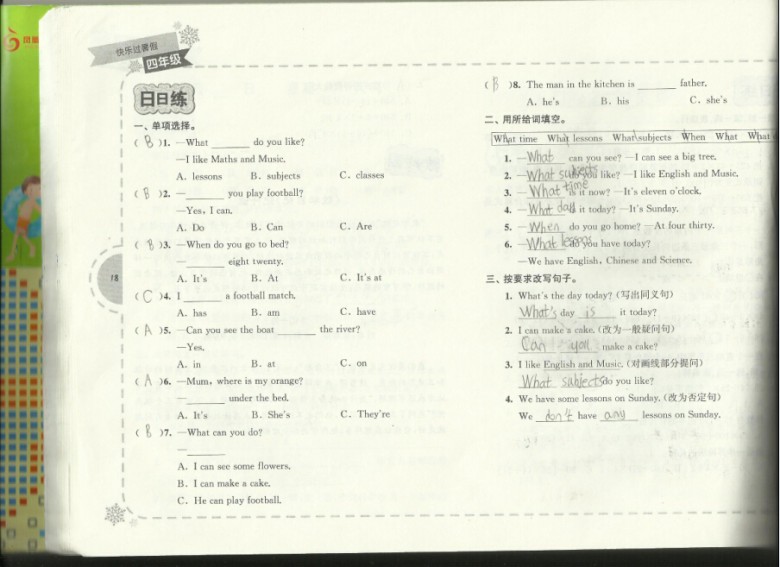 快乐过暑假
四年级
日日练
一、单项选择。
( B )1. —What ______ do you like?
—I like Maths and Music.
A. lessons B. subjects C. classes
( B )2. —______ you play football?
—Yes, I can.
A. Do B. Can C. Are
( B )3. —When do you go to bed?
—______ eight twenty.
A. It's B. At C. It's at
( C )4. I ______ a football match.
A. has B. am C. have
( A )5. —Can you see the boat ______ the river?
—Yes.
A. in B. at C. on
( A )6. —Mum, where is my orange?
—______ under the bed.
A. It's B. She's C. They're
( B )7. —What can you do?
—______
A. I can see some flowers.
B. I can make a cake.
C. He can play football.
18
( B )8. The man in the kitchen is ______ father.
A. he's B. his C. she's
二、用所给词填空。
What time What lessons What subjects When What What
1. —What can you see? —I can see a big tree.
2. —What subjects you like? —I like English and Music.
3. —What time is it now? —It's eleven o'clock.
4. —What day is it today? —It's Sunday.
5. —When do you go home? —At four thirty.
6. —What lessons do you have today?
—We have English, Chinese and Science.
三、按要求改写句子。
1. What's the day today? (写出同义句)
What's day is it today?
2. I can make a cake. (改为一般疑问句)
Can you make a cake?
3. I like English and Music. (对画线部分提问)
What subjects do you like?
4. We have some lessons on Sunday. (改为否定句)
We don't have any lessons on Sunday.